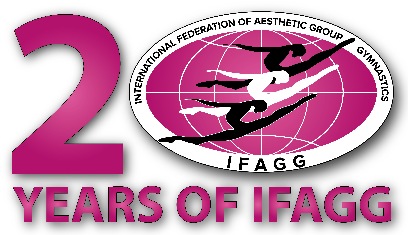 20
INTERNATIONAL FEDERATION OF AESTHETIC GROUP GYMNASTICS
IFAGG
YEARS OF IFAGG